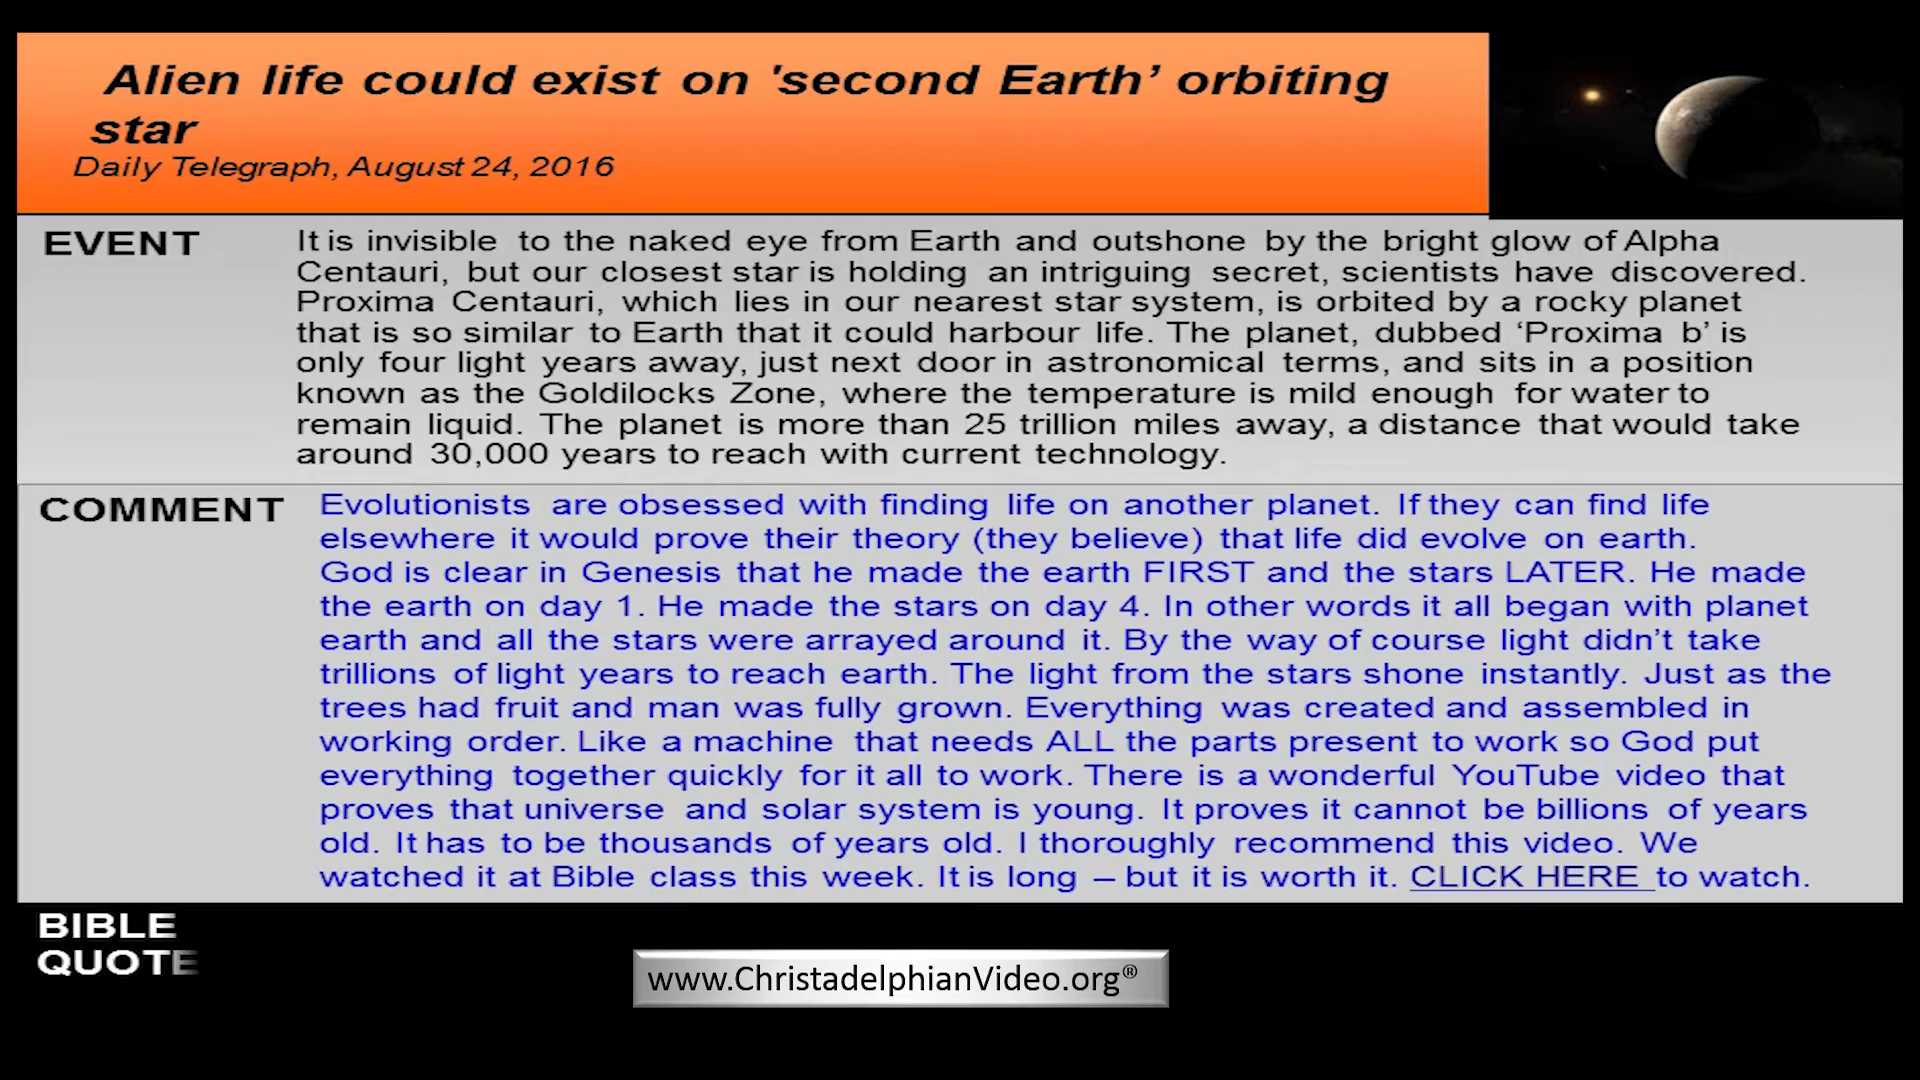 Alien life could exist on 'second Earth’ orbiting
star
Daily Telegraph, August 24, 2016
EVENT
It is invisible to the naked eye from Earth and outshone by the bright glow of Alpha
Centauri, but our closest star is holding an intriguing secret, scientists have discovered.
Proxima Centauri, which lies in our nearest star system, is orbited by a rocky planet
that is so similar to Earth that it could harbour life. The planet, dubbed ‘Proxima b’ is
only four light years away, just next door in astronomical terms, and sits in a position
known as the Goldilocks Zone, where the temperature is mild enough for water to
remain liquid. The planet is more than 25 trillion miles away, a distance that would take
around 30,000 years to reach with current technology.
COMMENT
Evolutionists are obsessed with finding life on another planet. If they can find life
elsewhere it would prove their theory (they believe) that life did evolve on earth.
God is clear in Genesis that he made the earth FIRST and the stars LATER. He made
the earth on day 1. He made the stars on day 4. In other words it all began with planet
earth and all the stars were arrayed around it. By the way of course light didn’t take
trillions of light years to reach earth. The light from the stars shone instantly. Just as the
trees had fruit and man was fully grown. Everything was created and assembled in
working order. Like a machine that needs ALL the parts present to work so God put
everything together quickly for it all to work. There is a wonderful YouTube video that
proves that universe and solar system is young. It proves it cannot be billions of years
old. It has to be thousands of years old. I thoroughly recommend this video. We
watched it at Bible class this week. It is long – but it is worth it. CLICK HERE to watch.
BIBLE
QUOTE
www.ChristadelphianVideo.org®